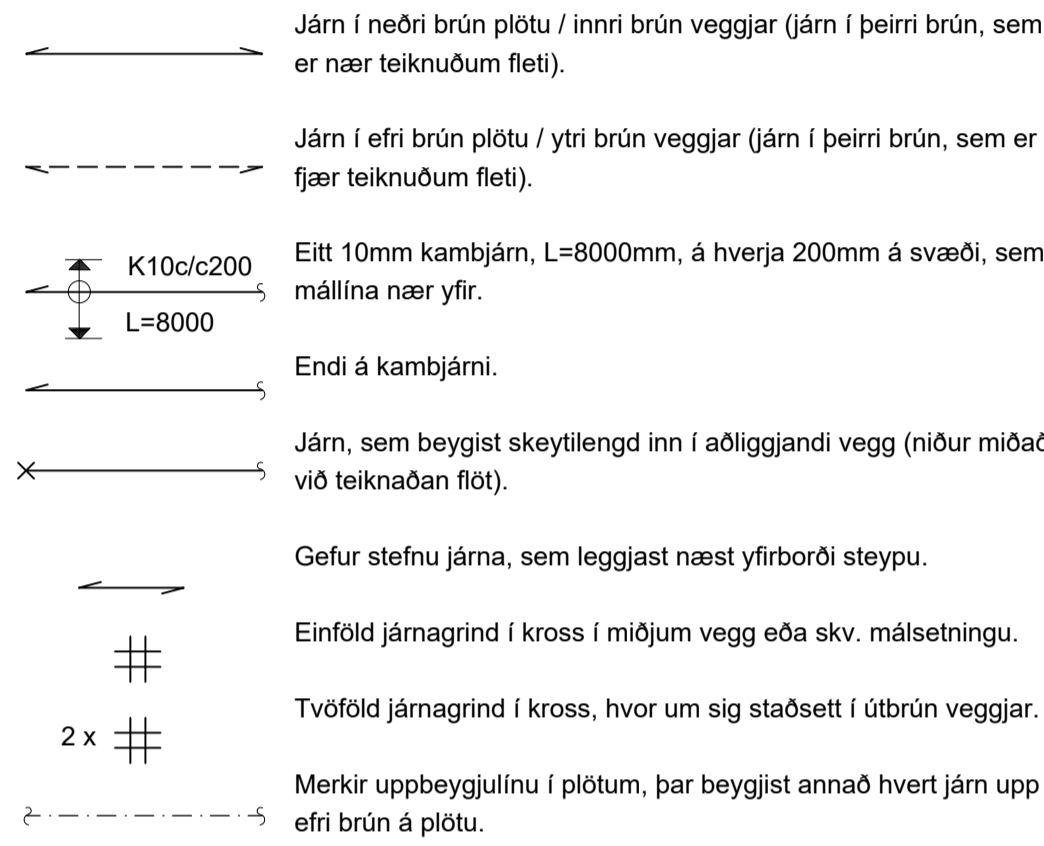 Járn í neðri brún plötu / innri brún veggjar (járn í þeirri brún, sem
er nær teiknuðum fleti).
Járn í efri brún plötu / ytri brún veggjar (járn í þeirri brún, sem er
fjær teiknuðum fleti).
K10c/c200
L=8000
Eitt 10mm kambjárn, L=8000mm, á hverja 200mm á svæði, sem
mállína nær yfir.
Endi á kambjárni.
Járn, sem beygist skeytilengd inn í aðliggjandi vegg (niður miðað
við teiknaðan flöt).
Gefur stefnu járna, sem leggjast næst yfirborði steypu.
Einföld járnagrind í kross í miðjum vegg eða skv. málsetningu.
2 x
Tvöföld járnagrind í kross, hvor um sig staðsett í útbrún veggjar.
Merkir uppbeygjulínu í plötum, þar beygist annað hvert járn upp
efri brún á plötu.